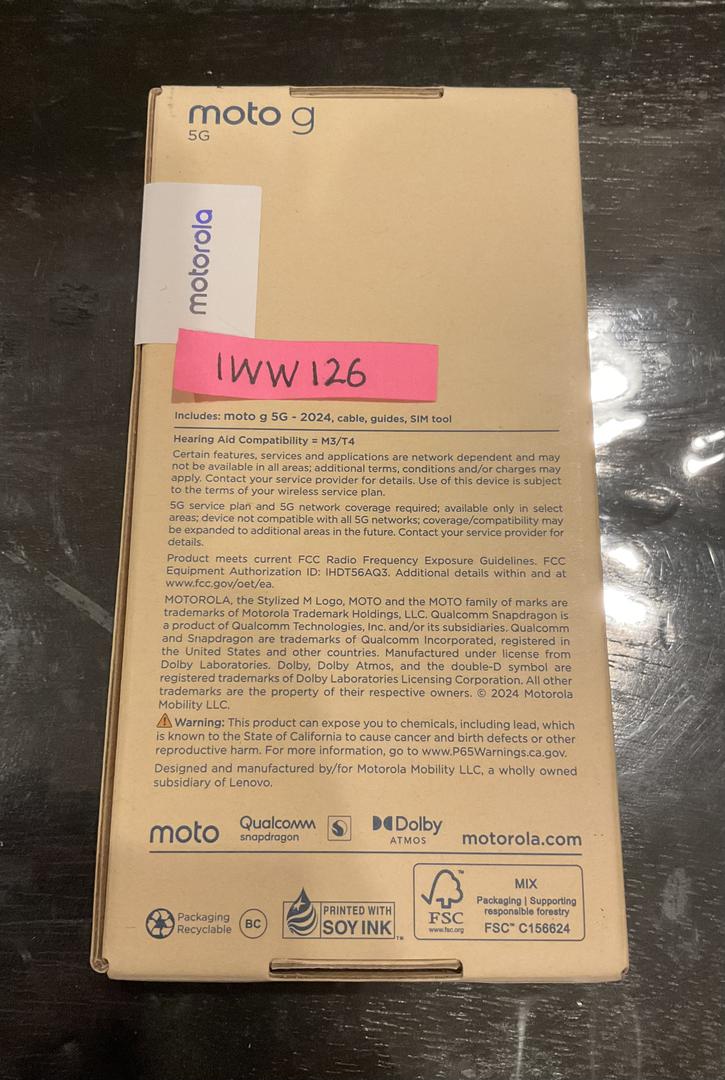 moto g
5G
motorola
1WW126
Includes: moto g 5G - 2024, cable, guides, SIM tool
Hearing Aid Compatibility = M3/T4
Certain features, services and applications are network dependent and may
not be available in all areas; additional terms, conditions and/or charges may
apply. Contact your service provider for details. Use of this device is subject
to the terms of your wireless service plan.
5G service plan and 5G network coverage required; available only in select
areas; device not compatible with all 5G networks; coverage/compatibility may
be expanded to additional areas in the future. Contact your service provider for
details.
Product meets current FCC Radio Frequency Exposure Guidelines. FCC
Equipment Authorization ID: IHDT56AQ3. Additional details within and at
www.fcc.gov/oet/ea.
MOTOROLA, the Stylized M Logo, MOTO and the MOTO family of marks are
trademarks of Motorola Trademark Holdings, LLC. Qualcomm Snapdragon is
a product of Qualcomm Technologies, Inc. and/or its subsidiaries. Qualcomm
and Snapdragon are trademarks of Qualcomm Incorporated, registered in
the United States and other countries. Manufactured under license from
Dolby Laboratories. Dolby, Dolby Atmos, and the double-D symbol are
registered trademarks of Dolby Laboratories Licensing Corporation. All other
trademarks are the property of their respective owners. © 2024 Motorola
Mobility LLC.
⚠ Warning: This product can expose you to chemicals, including lead, which
is known to the State of California to cause cancer and birth defects or other
reproductive harm. For more information, go to www.P65Warnings.ca.gov.
Designed and manufactured by/for Motorola Mobility LLC, a wholly owned
subsidiary of Lenovo.
moto
Qualcomm
snapdragon
Dolby
ATMOS
motorola.com
Packaging
Recyclable
BC
PRINTED WITH
SOY INK™
FSC™
www.fsc.org
MIX
Packaging | Supporting
responsible forestry
FSC™ C156624